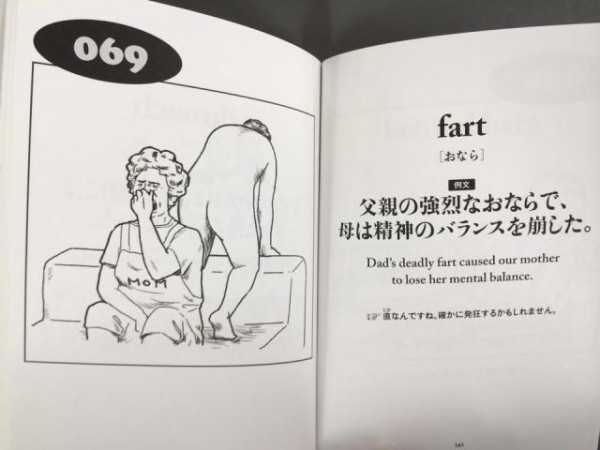 069
MOM
fart
[おなら]
例文
父親の強烈なおならで、
母は精神のバランスを崩した。
Dad's deadly fart caused our mother
to lose her mental balance.
☞ 直なんですね。確かに発狂するかもしれません。